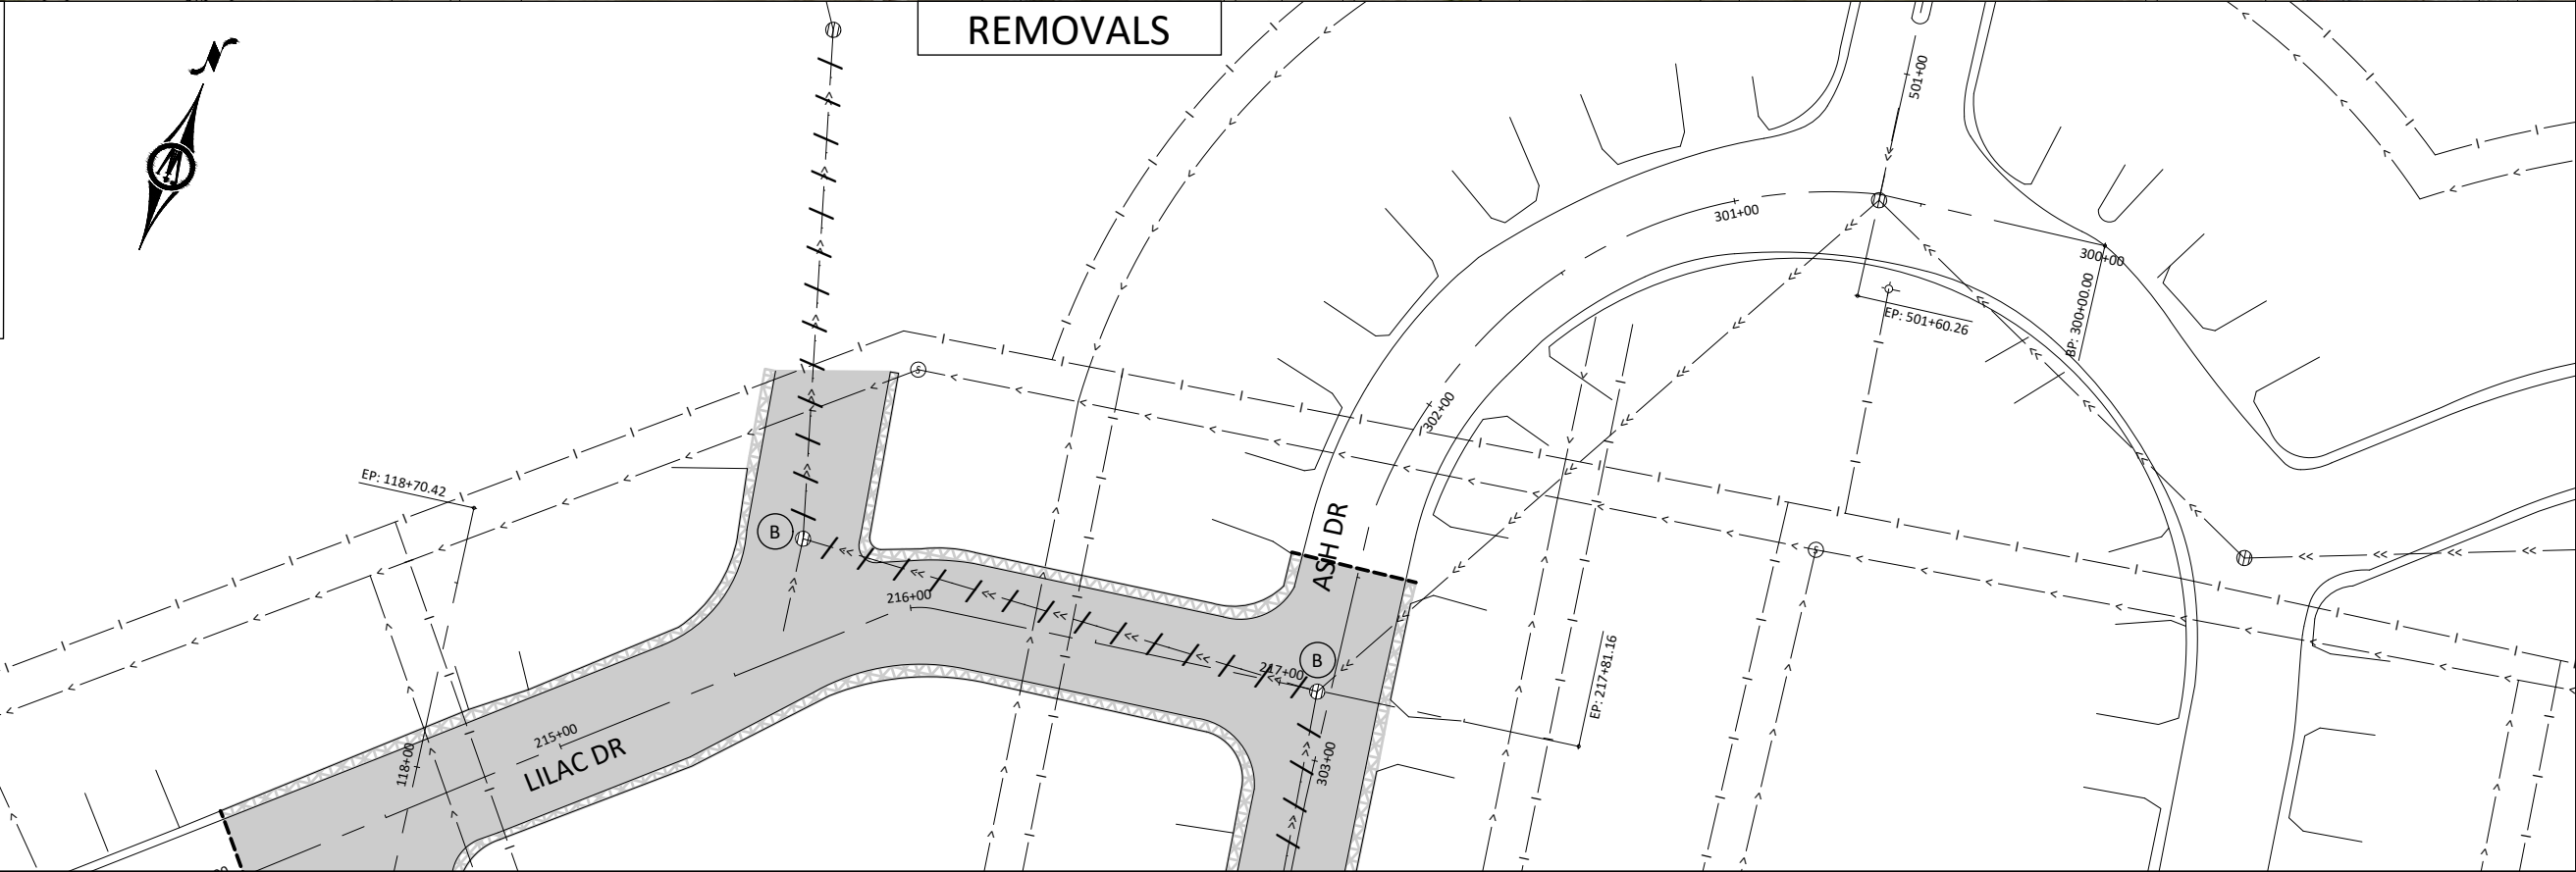 REMOVALS
N
501+00
301+00
300+00
BP: 300+00.00
EP: 501+60.26
302+00
EP: 118+70.42
S
ASH DR
B
S
216+00
B
217+00
EP: 217+81.16
215+00
LILAC DR
118+00
303+00